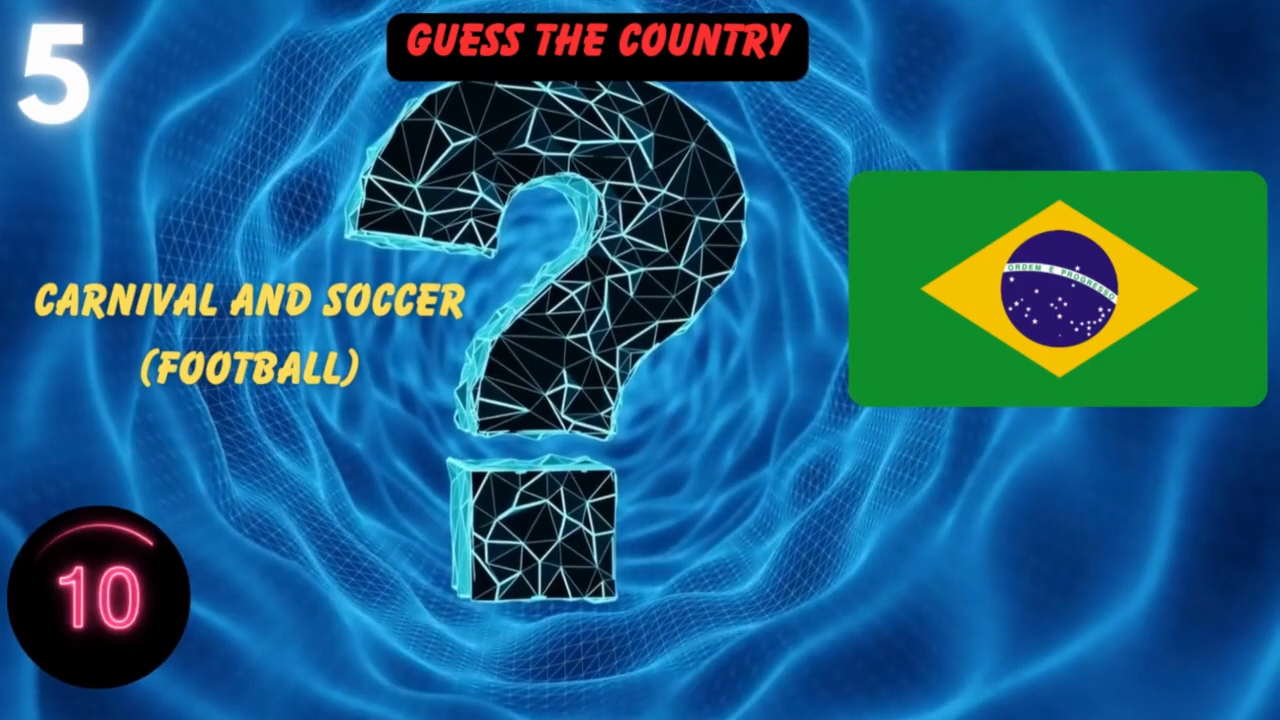 5
GUESS THE COUNTRY
CARNIVAL AND SOCCER
(FOOTBALL)
ORDEM E PROGRESSO
10